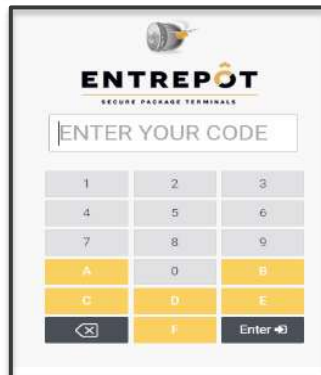 ENTREPÔT
SECURE PACKAGE TERMINALS
ENTER YOUR CODE
1 2 3
4 5 6
7 8 9
A 0 B
C D E
F Enter